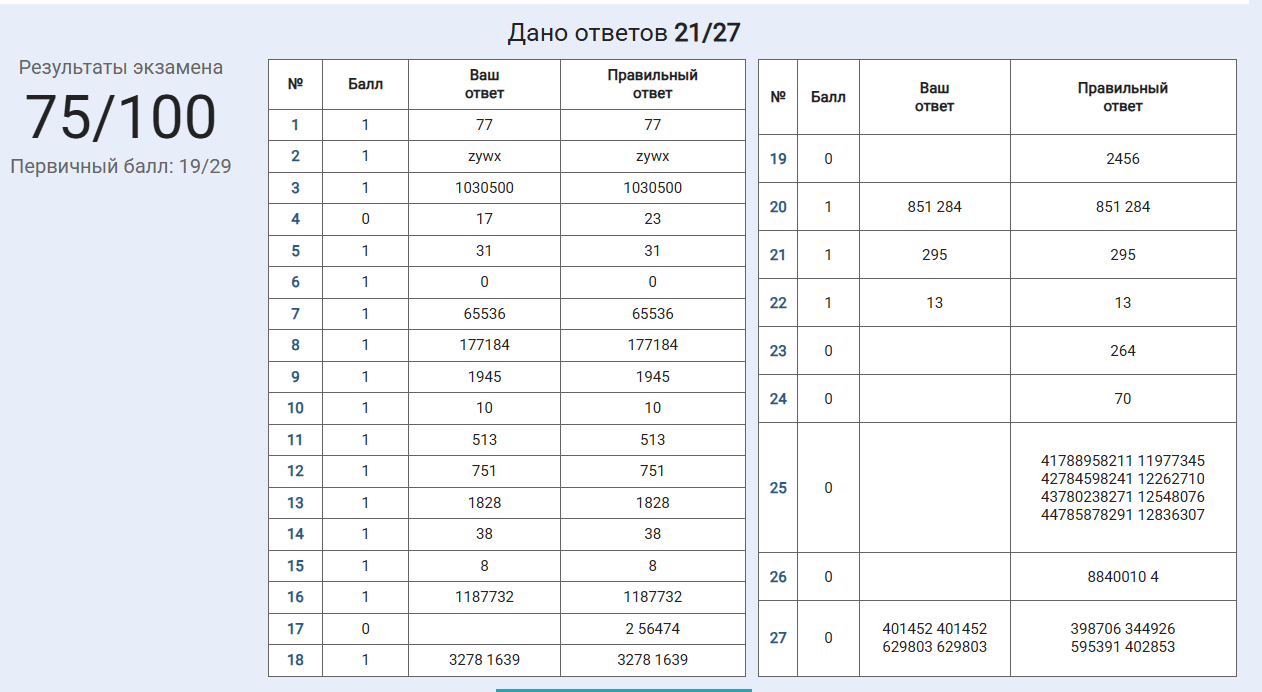 Дано ответов 21/27
Результаты экзамена
75/100
Первичный балл: 19/29
№ Балл Ваш ответ Правильный ответ
1 1 77 77
2 1 zywx zywx
3 1 1030500 1030500
4 0 17 23
5 1 31 31
6 1 0 0
7 1 65536 65536
8 1 177184 177184
9 1 1945 1945
10 1 10 10
11 1 513 513
12 1 751 751
13 1 1828 1828
14 1 38 38
15 1 8 8
16 1 1187732 1187732
17 0 2 56474
18 1 3278 1639 3278 1639
№ Балл Ваш ответ Правильный ответ
19 0 2456
20 1 851 284 851 284
21 1 295 295
22 1 13 13
23 0 264
24 0 70
25 0 41788958211 11977345
42784598241 12262710
43780238271 12548076
44785878291 12836307
26 0 8840010 4
27 0 401452 401452 398706 344926
629803 629803 595391 402853